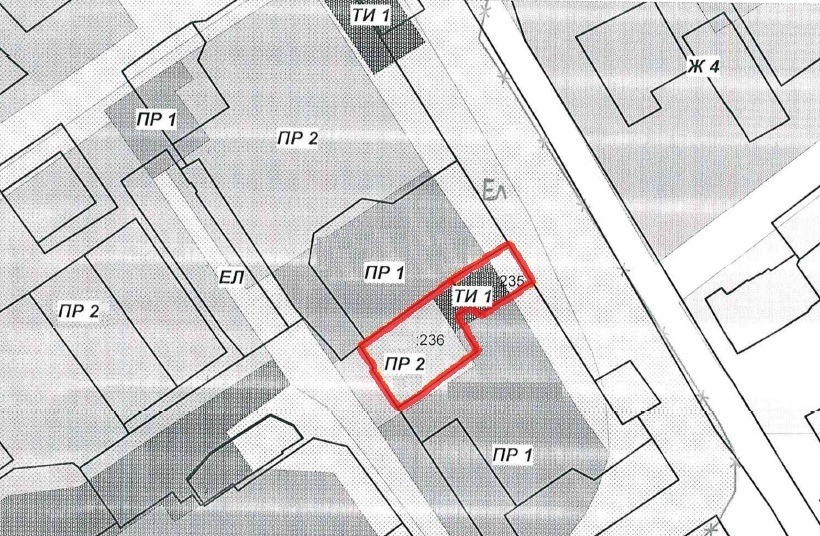 ТИ 1
Ж 4
ПР 1
ПР 2
Ел
ПР 1
ЕЛ
235
ТИ 1
ПР 2
:236
ПР 2
ПР 1